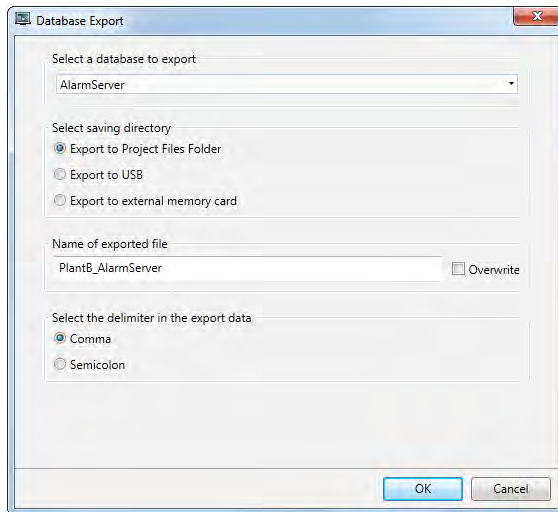 Database Export
Select a database to export
AlarmServer
Select saving directory
Export to Project Files Folder
Export to USB
Export to external memory card
Name of exported file
PlantB_AlarmServer
Overwrite
Select the delimiter in the export data
Comma
Semicolon
OK
Cancel